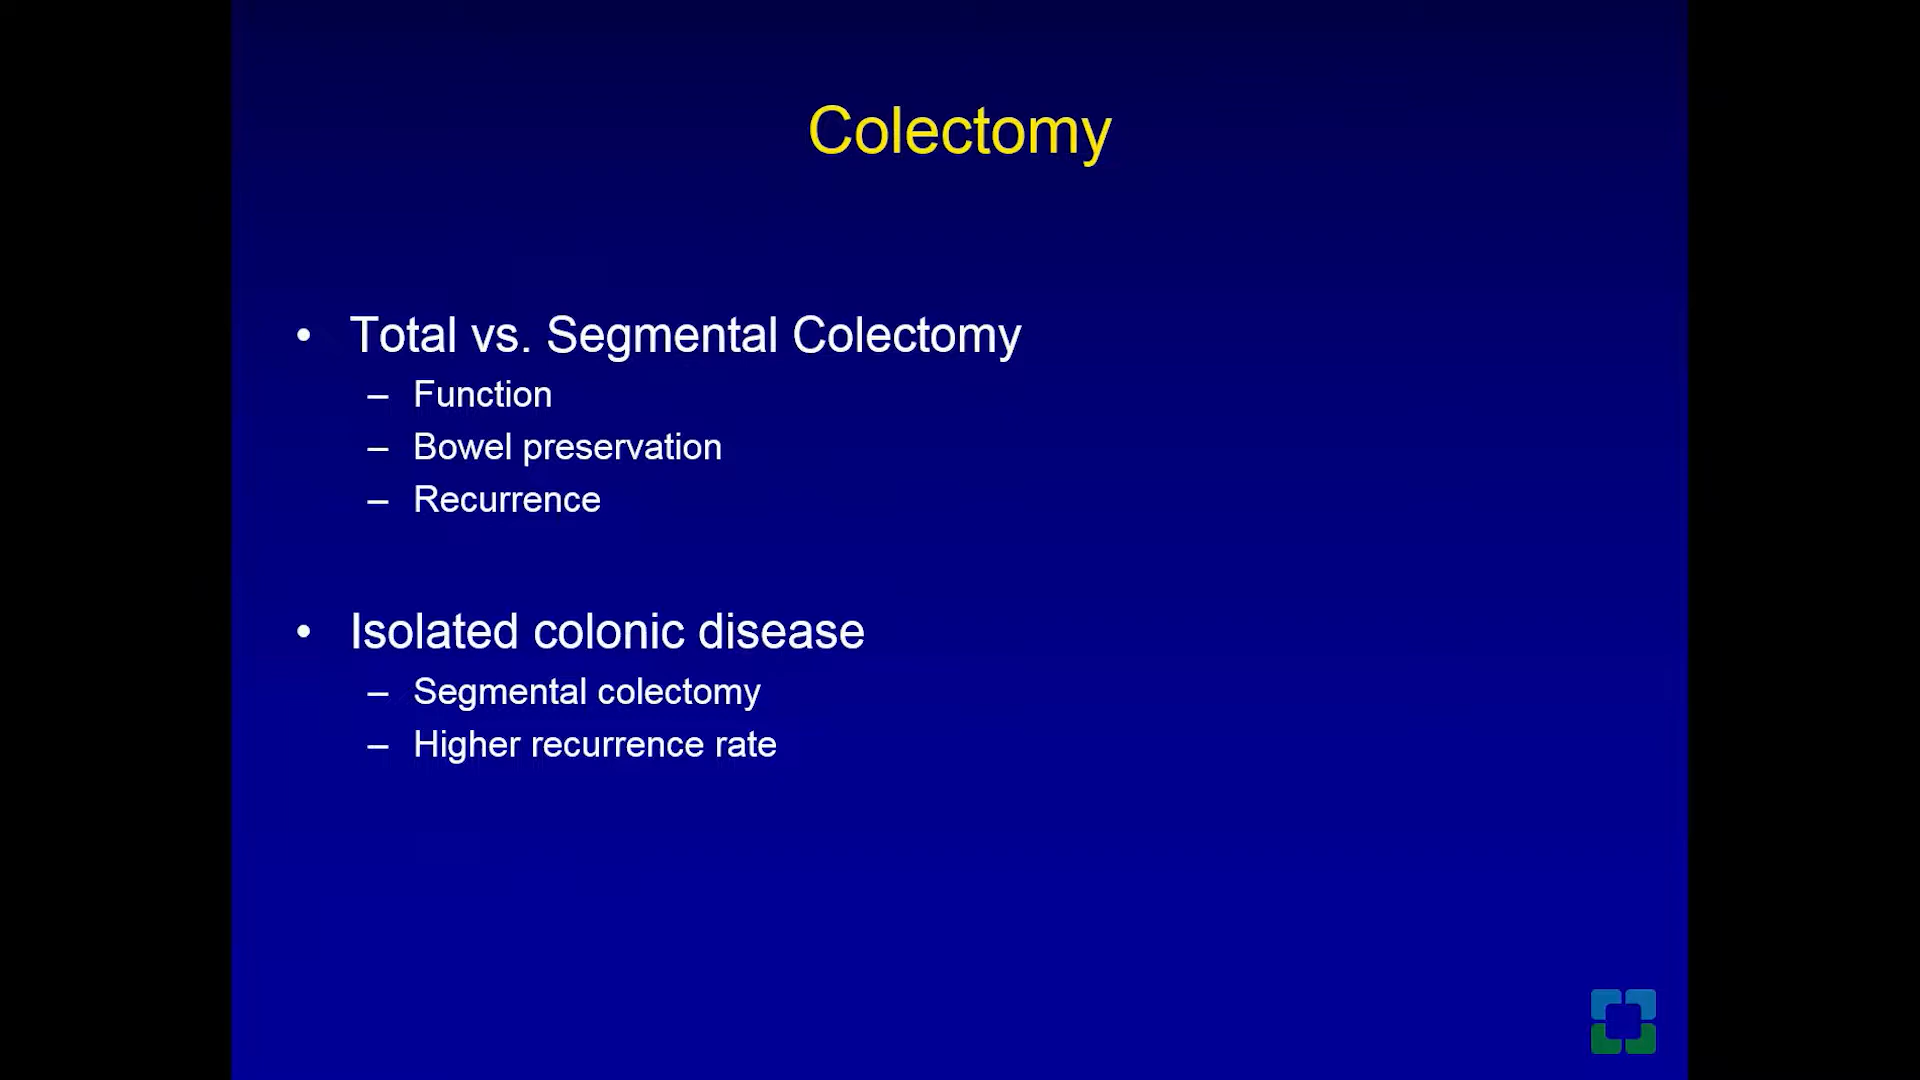 Colectomy
• Total vs. Segmental Colectomy
– Function
– Bowel preservation
– Recurrence
• Isolated colonic disease
– Segmental colectomy
– Higher recurrence rate